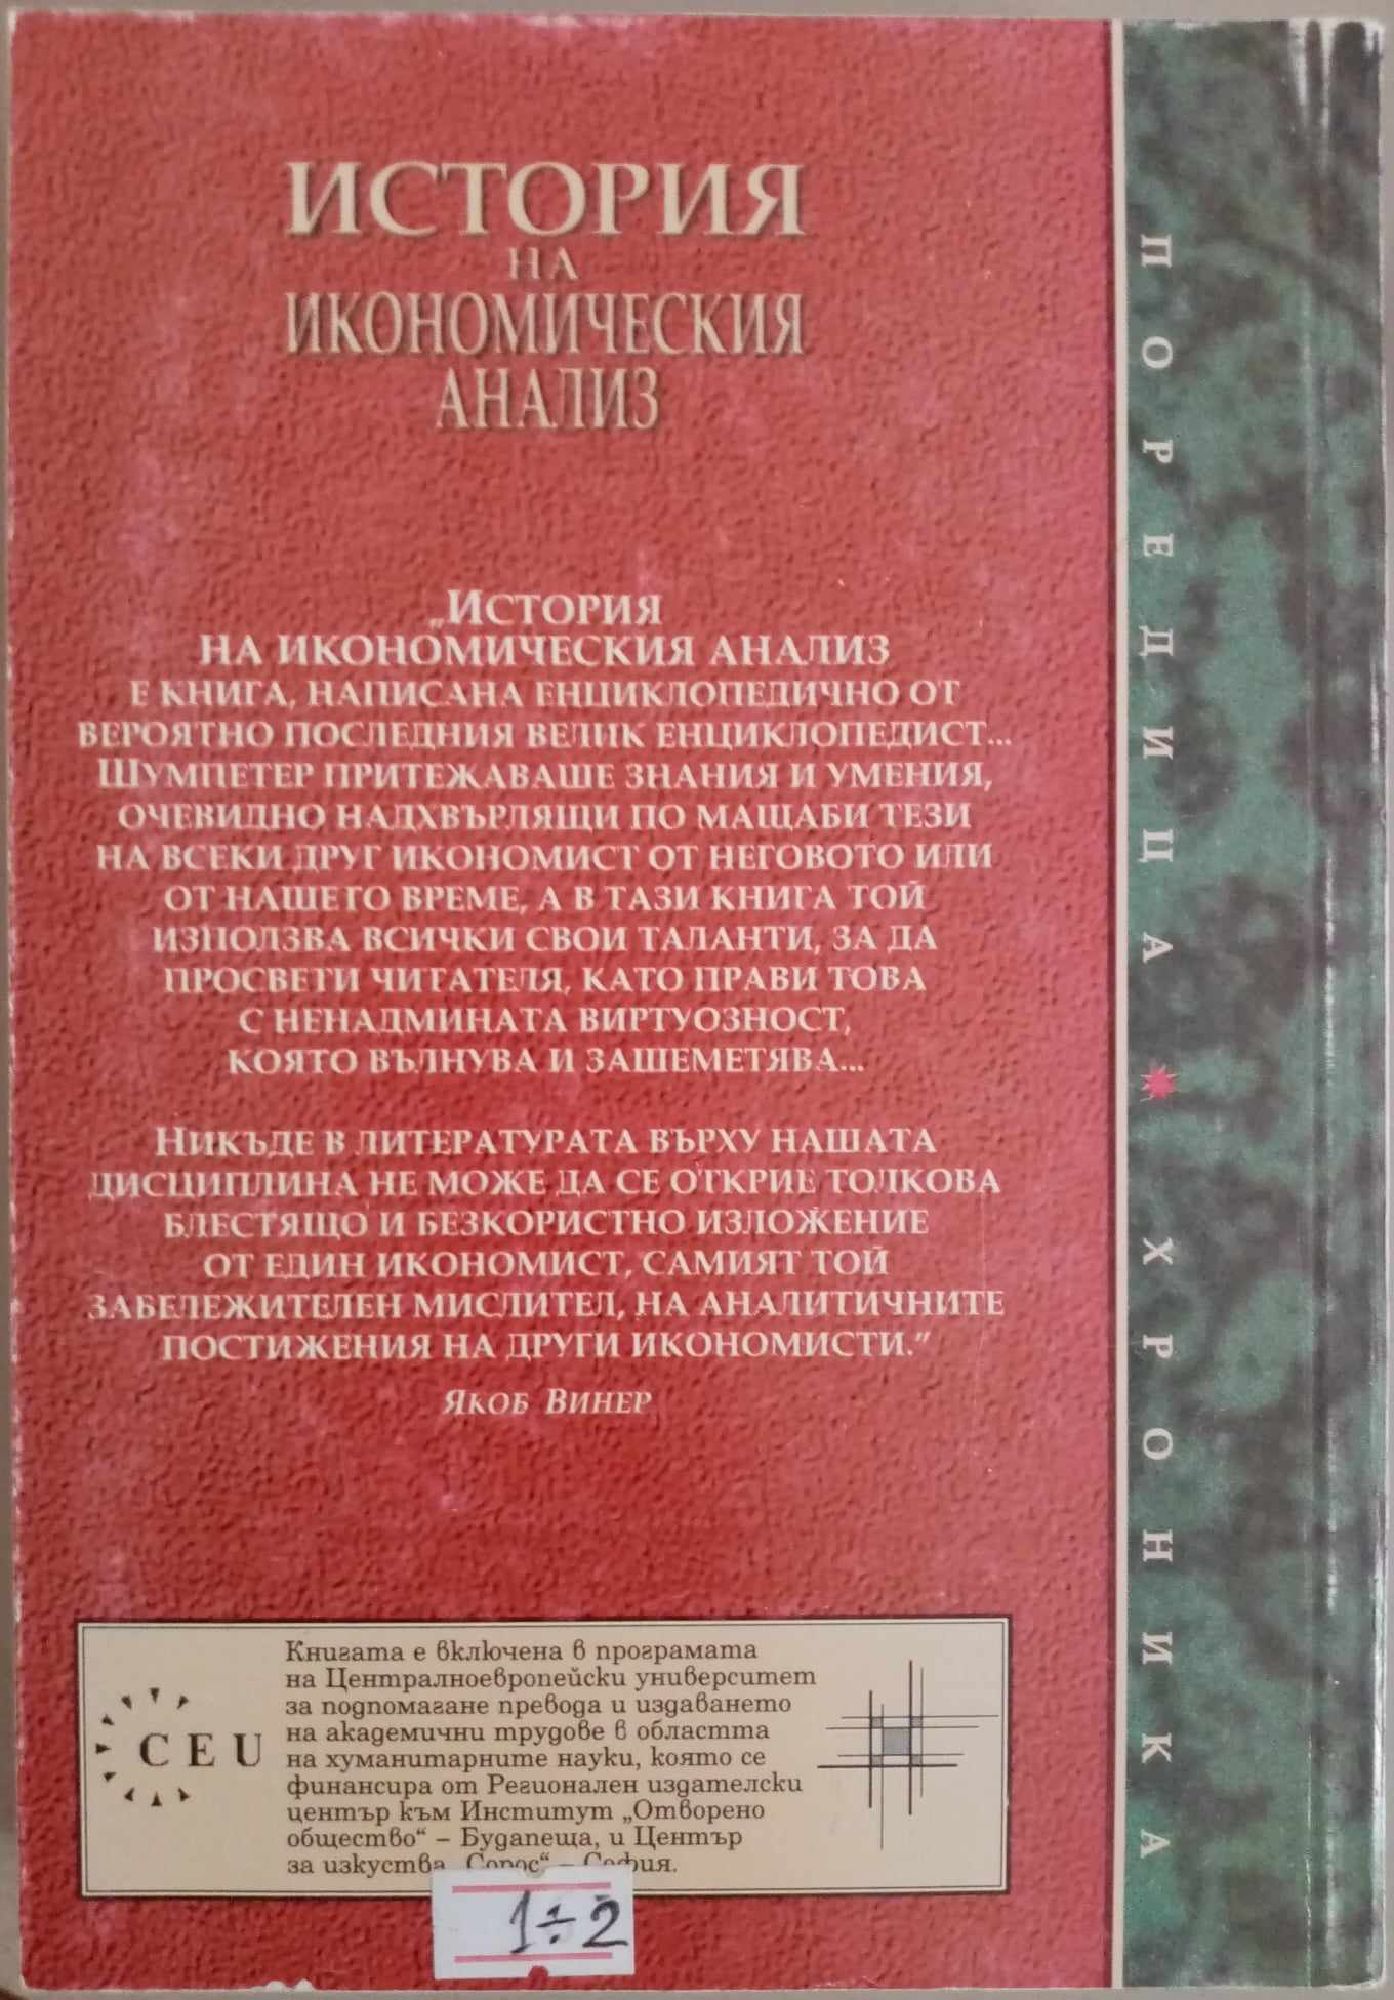 ИСТОРИЯ
НА
ИКОНОМИЧЕСКИЯ
АНАЛИЗ
„ИСТОРИЯ
НА ИКОНОМИЧЕСКИЯ АНАЛИЗ
Е КНИГА, НАПИСАНА ЕНЦИКЛОПЕДИЧНО ОТ
ВЕРОЯТНО ПОСЛЕДНИЯ ВЕЛИК ЕНЦИКЛОПЕДИСТ...
ШУМПЕТЕР ПРИТЕЖАВАШЕ ЗНАНИЯ И УМЕНИЯ,
ОЧЕВИДНО НАДХВЪРЛЯЩИ ПО МАЩАБИ ТЕЗИ
НА ВСЕКИ ДРУГ ИКОНОМИСТ ОТ НЕГОВОТО ИЛИ
ОТ НАШЕТО ВРЕМЕ, А В ТАЗИ КНИГА ТОЙ
ИЗПОЛЗВА ВСИЧКИ СВОИ ТАЛАНТИ, ЗА ДА
ПРОСВЕТИ ЧИТАТЕЛЯ, КАТО ПРАВИ ТОВА
С НЕНАДМИНАТА ВИРТУОЗНОСТ,
КОЯТО ВЪЛНУВА И ЗАШЕМЕТЯВА...
НИКЪДЕ В ЛИТЕРАТУРАТА ВЪРХУ НАШАТА
ДИСЦИПЛИНА НЕ МОЖЕ ДА СЕ ОТКРИЕ ТОЛКОВА
БЛЕСТЯЩО И БЕЗКОРИСТНО ИЗЛОЖЕНИЕ
ОТ ЕДИН ИКОНОМИСТ, САМИЯТ ТОЙ
ЗАБЕЛЕЖИТЕЛЕН МИСЛИТЕЛ, НА АНАЛИТИЧНИТЕ
ПОСТИЖЕНИЯ НА ДРУГИ ИКОНОМИСТИ.”
ЯКОБ ВИНЕР
CEU
Книгата е включена в програмата
на Централноевропейски университет
за подпомагане превода и издаването
на академични трудове в областта
на хуманитарните науки, която се
финансира от Регионален издателски
център към Институт „Отворено
общество“ – Будапеща, и Център
за изкуства „Сорос“ – София.
1÷2
ПОРЕДИЦА ХРОНИКА